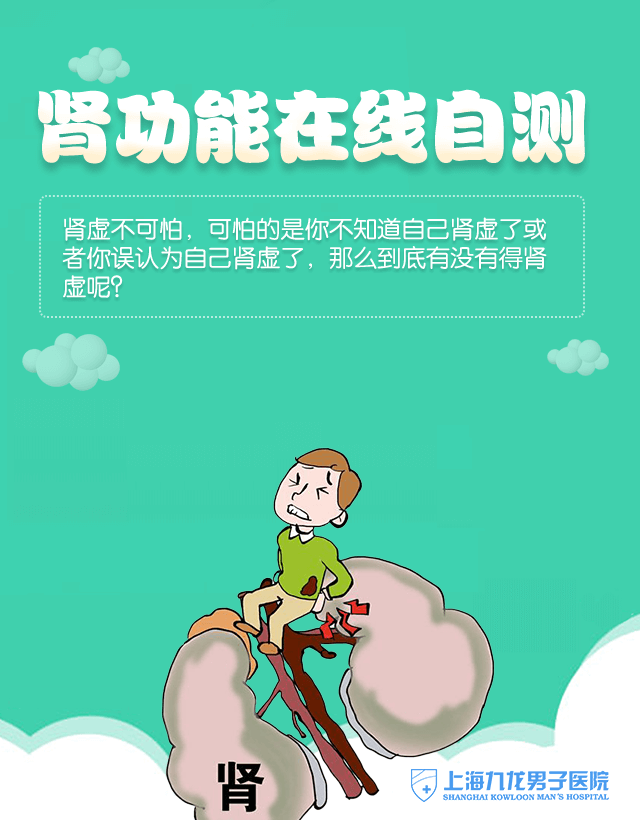 肾功能在线自测
肾虚不可怕，可怕的是你不知道自己肾虚了或
者你误认为自己肾虚了，那么到底有没有得肾
虚呢？
肾
上海九龙男子医院
SHANGHAI KOWLOON MAN'S HOSPITAL